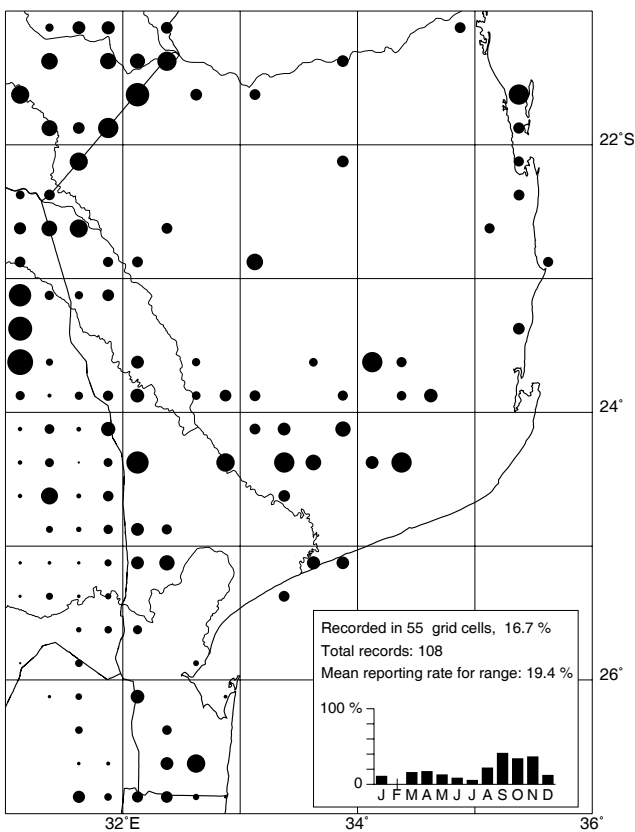 22˚S
24˚
Recorded in 55 grid cells, 16.7 %
Total records: 108
Mean reporting rate for range: 19.4 %
26˚
100 %
0
J F M A M J J A S O N D
32˚E
34˚
36˚